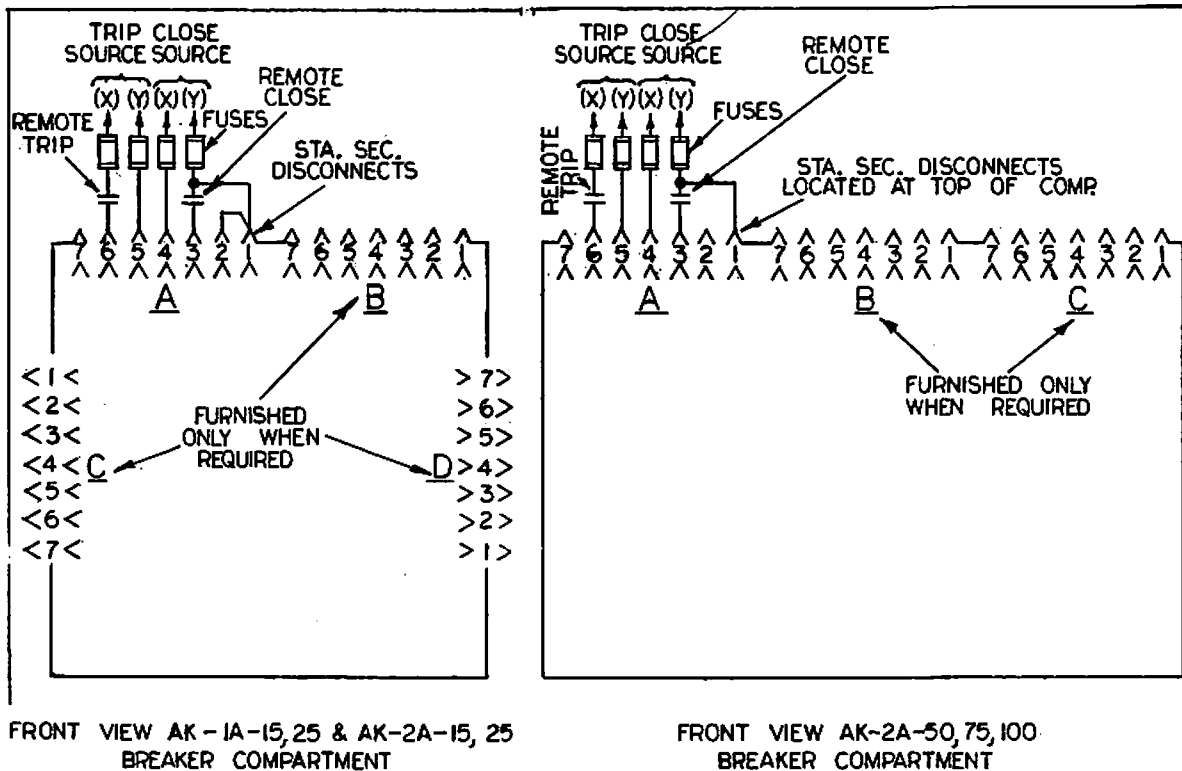 TRIP CLOSE
SOURCE SOURCE
(X) (Y) (X) (Y)
REMOTE
CLOSE
REMOTE
TRIP
FUSES
STA. SEC.
DISCONNECTS
7 6 5 4 3 2 1 7 6 5 4 3 2 1
A B
<1< >7>
<2< >6>
<3< >5>
<4< C D >4>
<5< >3>
<6< >2>
<7< >1>
FURNISHED
ONLY WHEN
REQUIRED
FRONT VIEW AK-1A-15, 25 & AK-2A-15, 25
BREAKER COMPARTMENT
TRIP CLOSE
SOURCE SOURCE
(X) (Y) (X) (Y)
REMOTE
CLOSE
FUSES
REMOTE
TRIP
STA. SEC. DISCONNECTS
LOCATED AT TOP OF COMP.
7 6 5 4 3 2 1 7 6 5 4 3 2 1 7 6 5 4 3 2 1
A B C
FURNISHED ONLY
WHEN REQUIRED
FRONT VIEW AK-2A-50, 75, 100
BREAKER COMPARTMENT